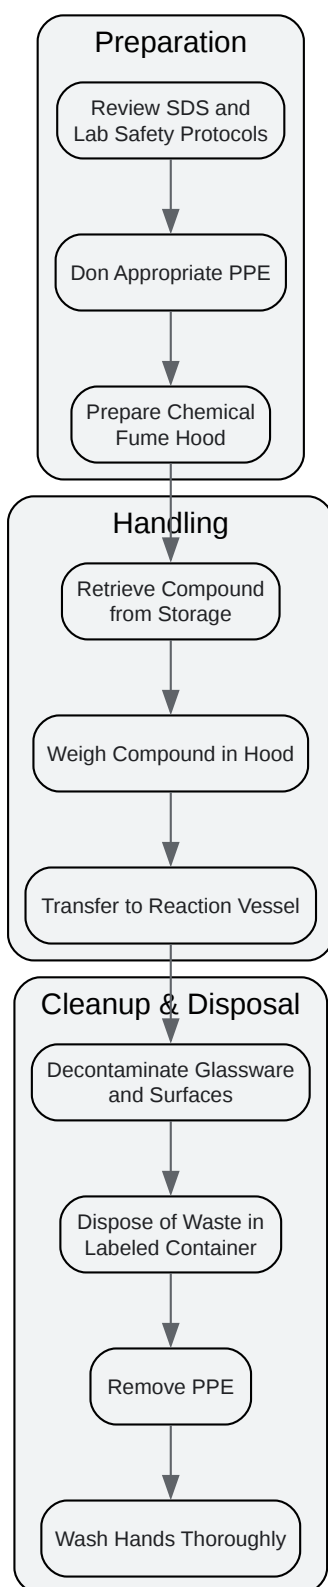 Preparation
Review SDS and
Lab Safety Protocols
Don Appropriate PPE
Prepare Chemical
Fume Hood
Handling
Retrieve Compound
from Storage
Weigh Compound in Hood
Transfer to Reaction Vessel
Cleanup & Disposal
Decontaminate Glassware
and Surfaces
Dispose of Waste in
Labeled Container
Remove PPE
Wash Hands Thoroughly